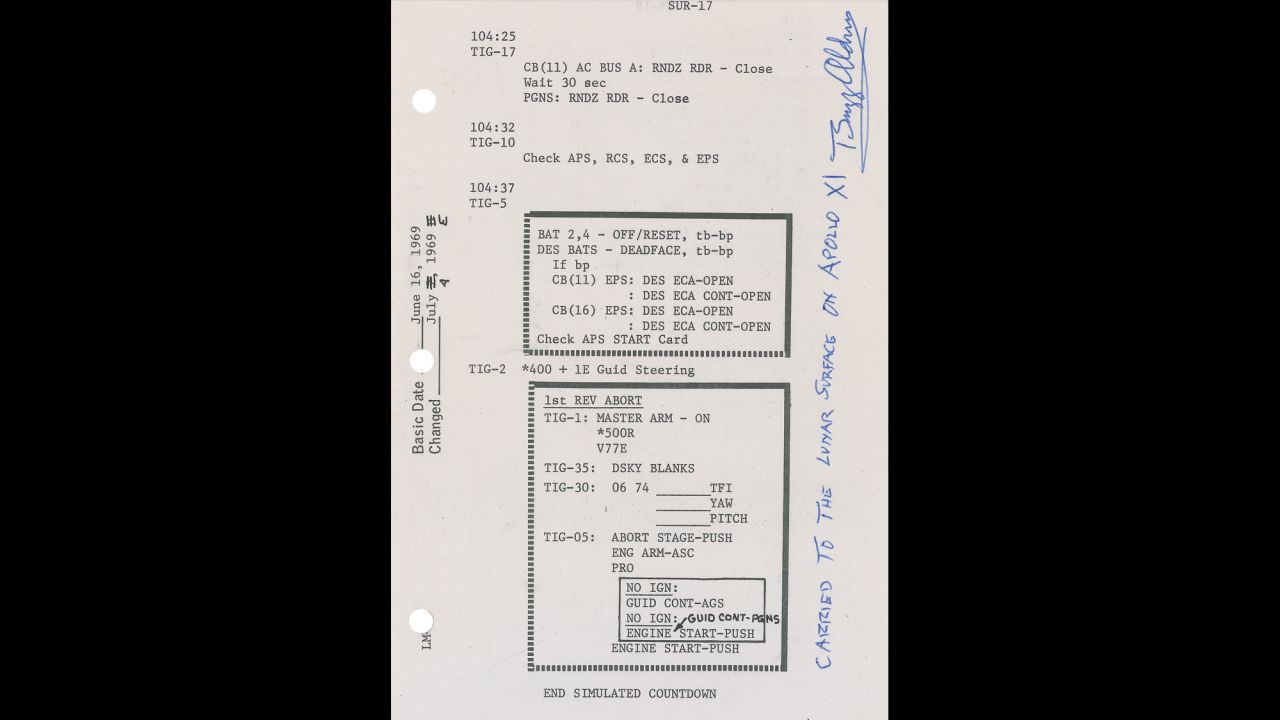 SUR-17
104:25
TIG-17
CB(11) AC BUS A: RNDZ RDR - Close
Wait 30 sec
PGNS: RNDZ RDR - Close
104:32
TIG-10
Check APS, RCS, ECS, & EPS
104:37
TIG-5
BAT 2,4 - OFF/RESET, tb-bp
DES BATS - DEADFACE, tb-bp
If bp
CB(11) EPS: DES ECA-OPEN
: DES ECA CONT-OPEN
CB(16) EPS: DES ECA-OPEN
: DES ECA CONT-OPEN
Check APS START Card
TIG-2 *400 + 1E Guid Steering
1st REV ABORT
TIG-1: MASTER ARM - ON
*500R
V77E
TIG-35: DSKY BLANKS
TIG-30: 06 74 _______TFI
_______YAW
_______PITCH
TIG-05: ABORT STAGE-PUSH
ENG ARM-ASC
PRO
NO IGN:
GUID CONT-AGS
NO IGN: GUID CONT-PGNS
ENGINE START-PUSH
ENGINE START-PUSH
END SIMULATED COUNTDOWN
Basic Date June 16, 1969
Changed July 4, 1969 E
LM
CARRIED TO THE LUNAR SURFACE ON APOLLO XI Buzz Aldrin